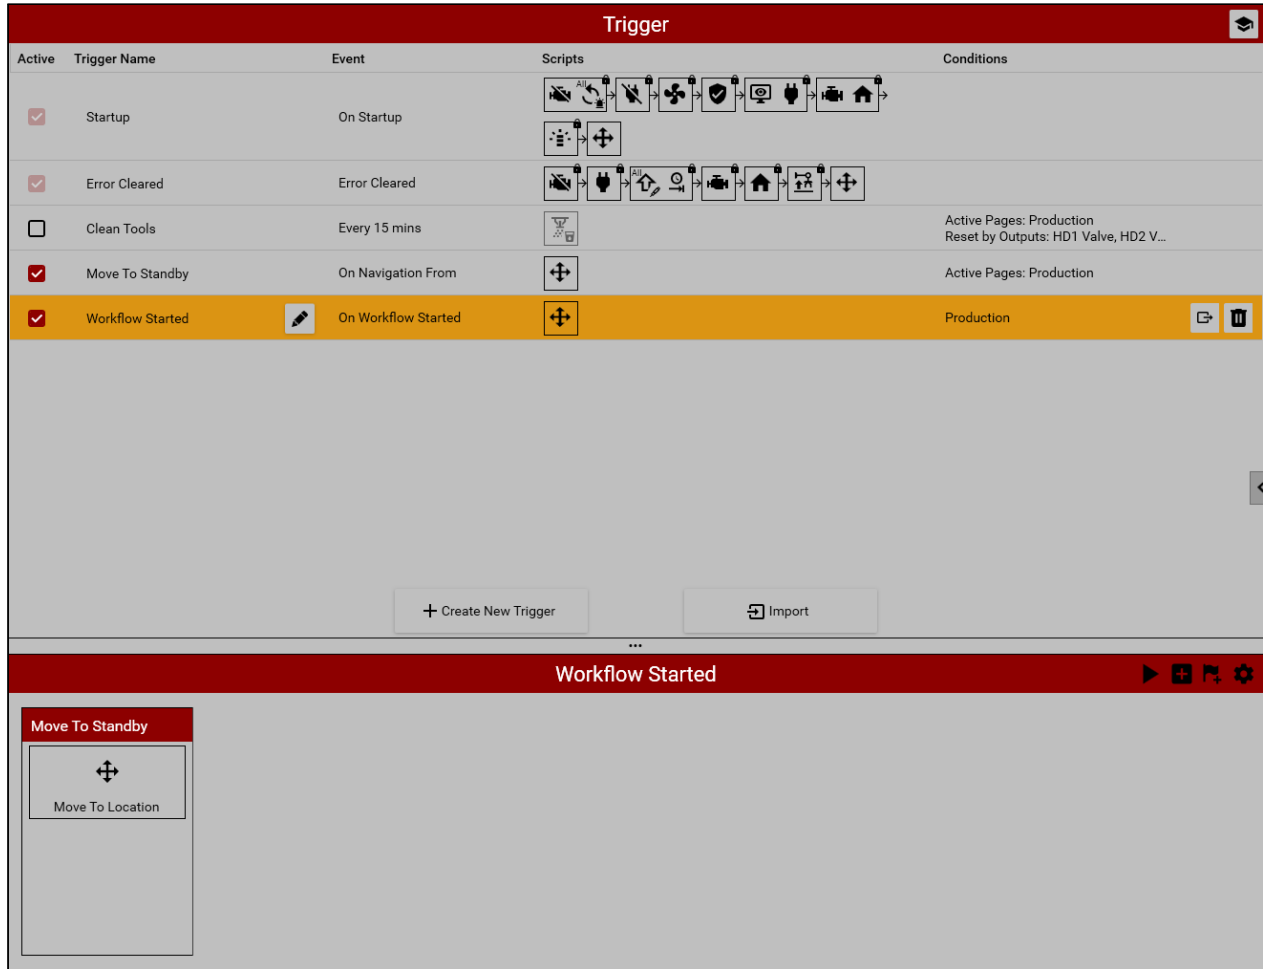 Trigger
Active Trigger Name Event Scripts Conditions
Startup On Startup All
Error Cleared Error Cleared All
Clean Tools Every 15 mins Active Pages: Production
Reset by Outputs: HD1 Valve, HD2 V...
Move To Standby On Navigation From Active Pages: Production
Workflow Started On Workflow Started Production
+ Create New Trigger Import
Workflow Started
Move To Standby
Move To Location